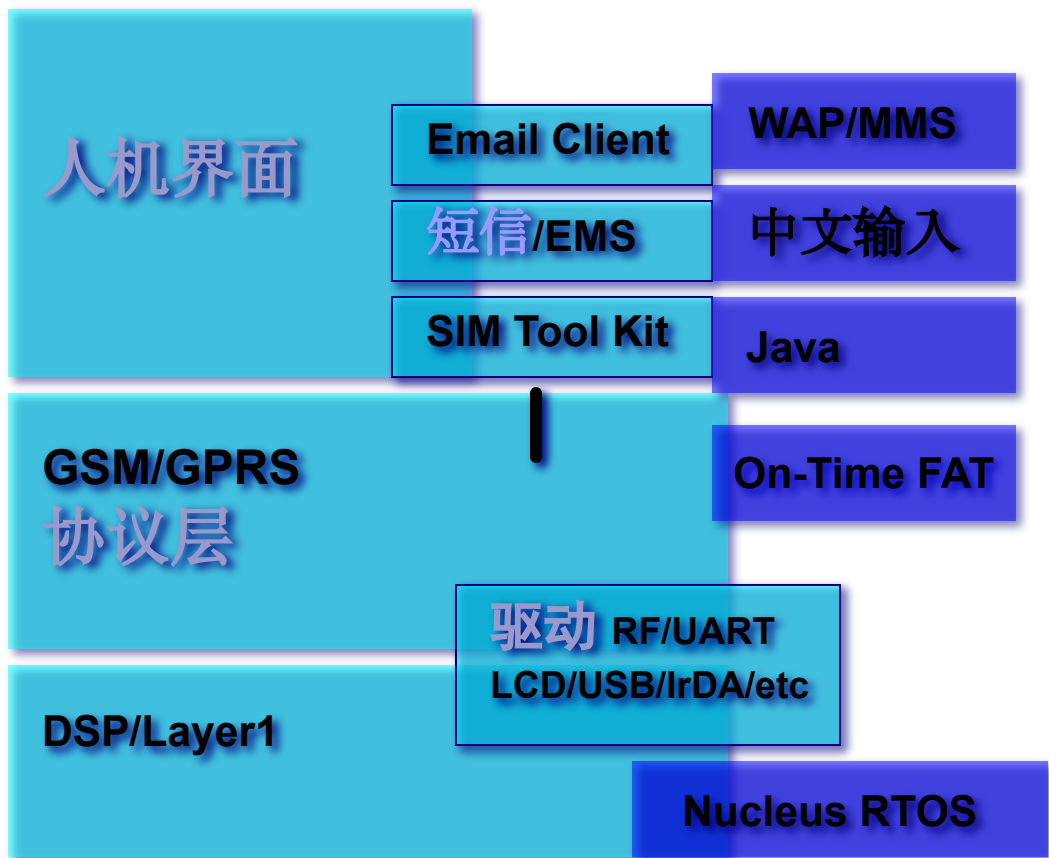 人机界面
Email Client
WAP/MMS
短信/EMS
中文输入
SIM Tool Kit
Java
GSM/GPRS
协议层
On-Time FAT
驱动 RF/UART
LCD/USB/IrDA/etc
DSP/Layer1
Nucleus RTOS